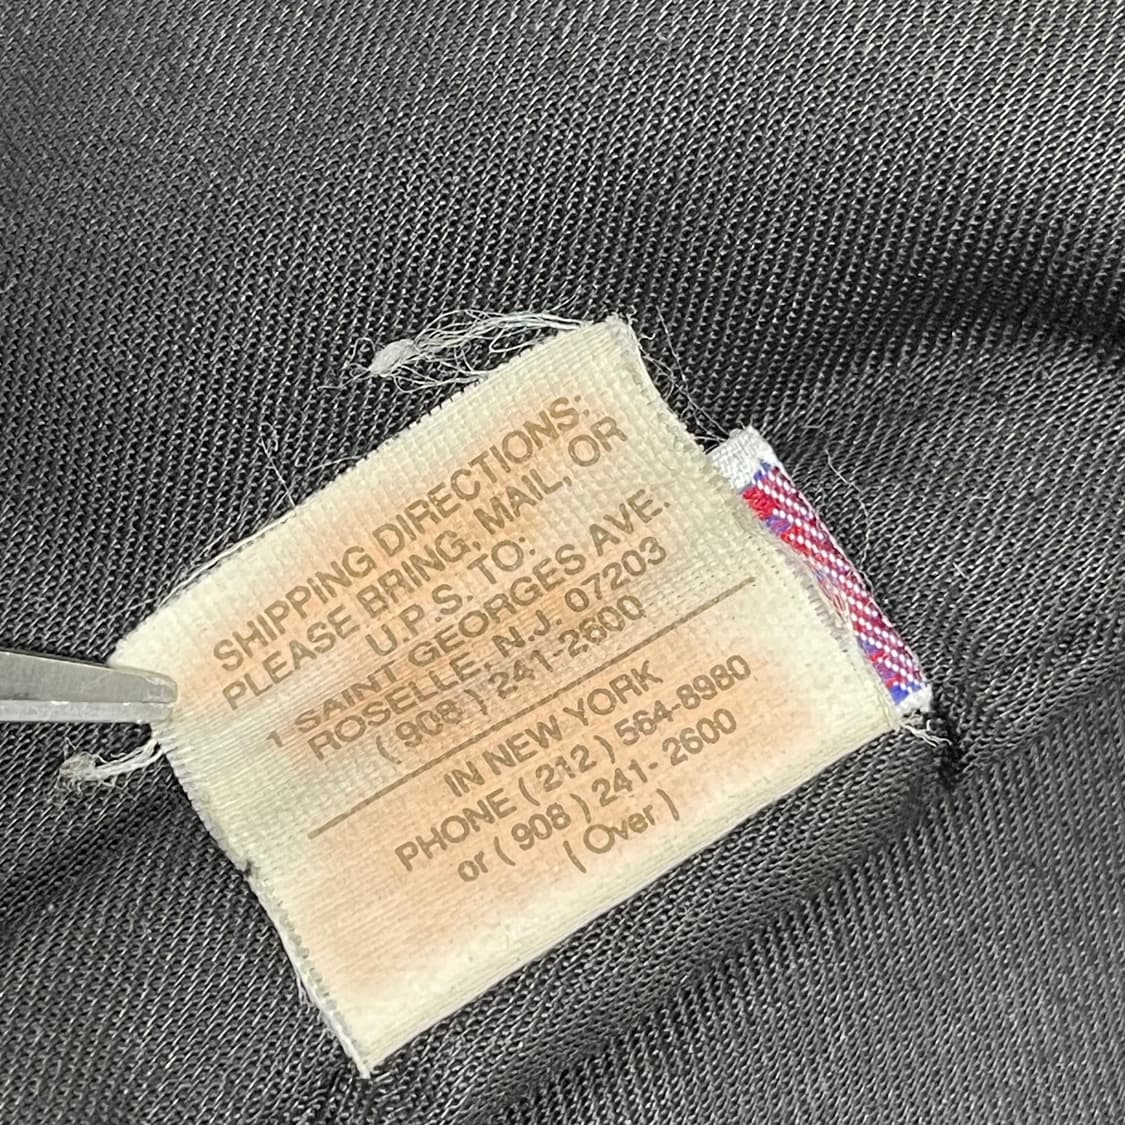 SHIPPING DIRECTIONS:
PLEASE BRING, MAIL, OR
U.P.S. TO:
1 SAINT GEORGES AVE.
ROSELLE, N.J. 07203
( 908 ) 241-2600
IN NEW YORK
PHONE ( 212 ) 564-8980
or ( 908 ) 241- 2600
( Over )